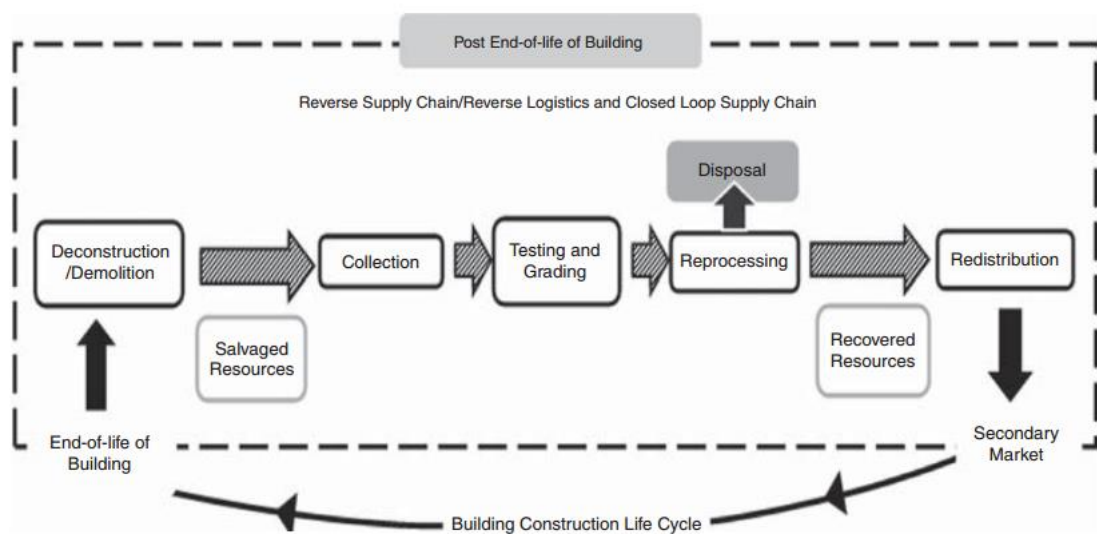 Post End-of-life of Building
Reverse Supply Chain/Reverse Logistics and Closed Loop Supply Chain
Disposal
Deconstruction
/Demolition
Collection
Testing and
Grading
Reprocessing
Redistribution
Salvaged
Resources
Recovered
Resources
End-of-life of
Building
Secondary
Market
Building Construction Life Cycle